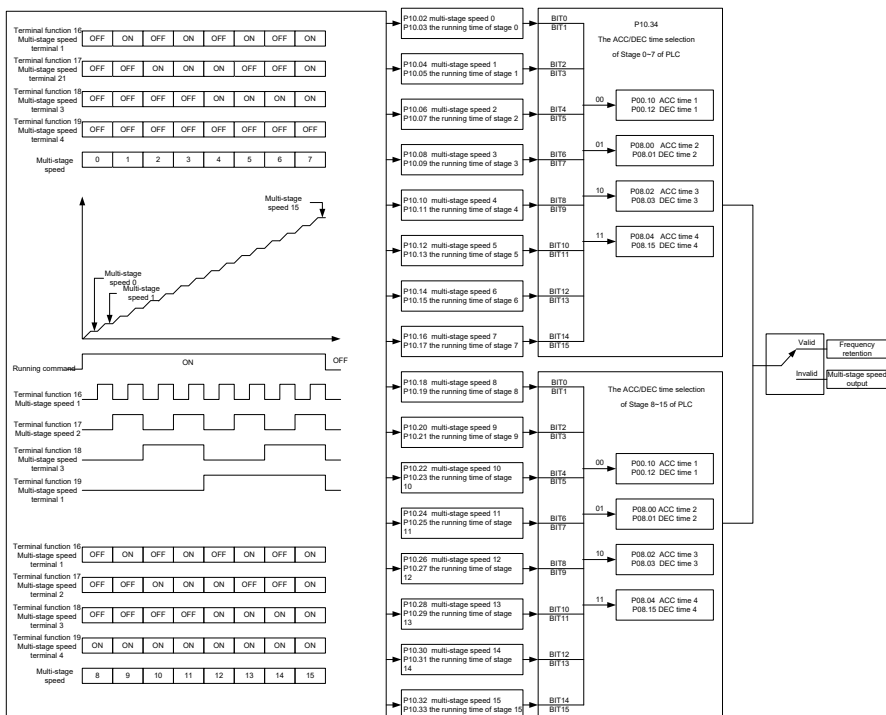 Terminal function 16
Multi-stage speed
terminal 1
OFF ON OFF ON OFF ON OFF ON
Terminal function 17
Multi-stage speed
terminal 21
OFF OFF ON ON ON OFF OFF ON
Terminal function 18
Multi-stage speed
terminal 3
OFF OFF OFF OFF ON ON ON ON
Terminal function 19
Multi-stage speed
terminal 4
OFF OFF OFF OFF OFF OFF OFF OFF
Multi-stage
speed
0 1 2 3 4 5 6 7
Multi-stage
speed 15
Multi-stage
speed 0
Multi-stage
speed 1
Running command
ON
OFF
Terminal function 16
Multi-stage speed 1
Terminal function 17
Multi-stage speed 2
Terminal function 18
Multi-stage speed
terminal 3
Terminal function 19
Multi-stage speed
terminal 1
Terminal function 16
Multi-stage speed
terminal 1
OFF ON OFF ON OFF ON OFF ON
Terminal function 17
Multi-stage speed
terminal 2
OFF OFF ON ON OFF OFF ON ON
Terminal function 18
Multi-stage speed
terminal 3
OFF OFF OFF OFF ON ON ON ON
Terminal function 19
Multi-stage speed
terminal 4
ON ON ON ON ON ON ON ON
Multi-stage
speed
8 9 10 11 12 13 14 15
P10.02 multi-stage speed 0
P10.03 the running time of stage 0
P10.04 multi-stage speed 1
P10.05 the running time of stage 1
P10.06 multi-stage speed 2
P10.07 the running time of stage 2
P10.08 multi-stage speed 3
P10.09 the running time of stage 3
P10.10 multi-stage speed 4
P10.11 the running time of stage 4
P10.12 multi-stage speed 5
P10.13 the running time of stage 5
P10.14 multi-stage speed 6
P10.15 the running time of stage 6
P10.16 multi-stage speed 7
P10.17 the running time of stage 7
P10.18 multi-stage speed 8
P10.19 the running time of stage 8
P10.20 multi-stage speed 9
P10.21 the running time of stage 9
P10.22 multi-stage speed 10
P10.23 the running time of stage
10
P10.24 multi-stage speed 11
P10.25 the running time of stage
11
P10.26 multi-stage speed 12
P10.27 the running time of stage
12
P10.28 multi-stage speed 13
P10.29 the running time of stage
13
P10.30 multi-stage speed 14
P10.31 the running time of stage
14
P10.32 multi-stage speed 15
P10.33 the running time of stage 15
BIT0
BIT1
BIT2
BIT3
BIT4
BIT5
BIT6
BIT7
BIT8
BIT9
BIT10
BIT11
BIT12
BIT13
BIT14
BIT15
P10.34
The ACC/DEC time selection
of Stage 0~7 of PLC
00
P00.10 ACC time 1
P00.12 DEC time 1
01
P08.00 ACC time 2
P08.01 DEC time 2
10
P08.02 ACC time 3
P08.03 DEC time 3
11
P08.04 ACC time 4
P08.15 DEC time 4
BIT0
BIT1
BIT2
BIT3
BIT4
BIT5
BIT6
BIT7
BIT8
BIT9
BIT10
BIT11
BIT12
BIT13
BIT14
BIT15
The ACC/DEC time selection
of Stage 8~15 of PLC
00
P00.10 ACC time 1
P00.12 DEC time 1
01
P08.00 ACC time 2
P08.01 DEC time 2
10
P08.02 ACC time 3
P08.03 DEC time 3
11
P08.04 ACC time 4
P08.15 DEC time 4
Valid
Frequency
retention
Invalid
Multi-stage speed
output